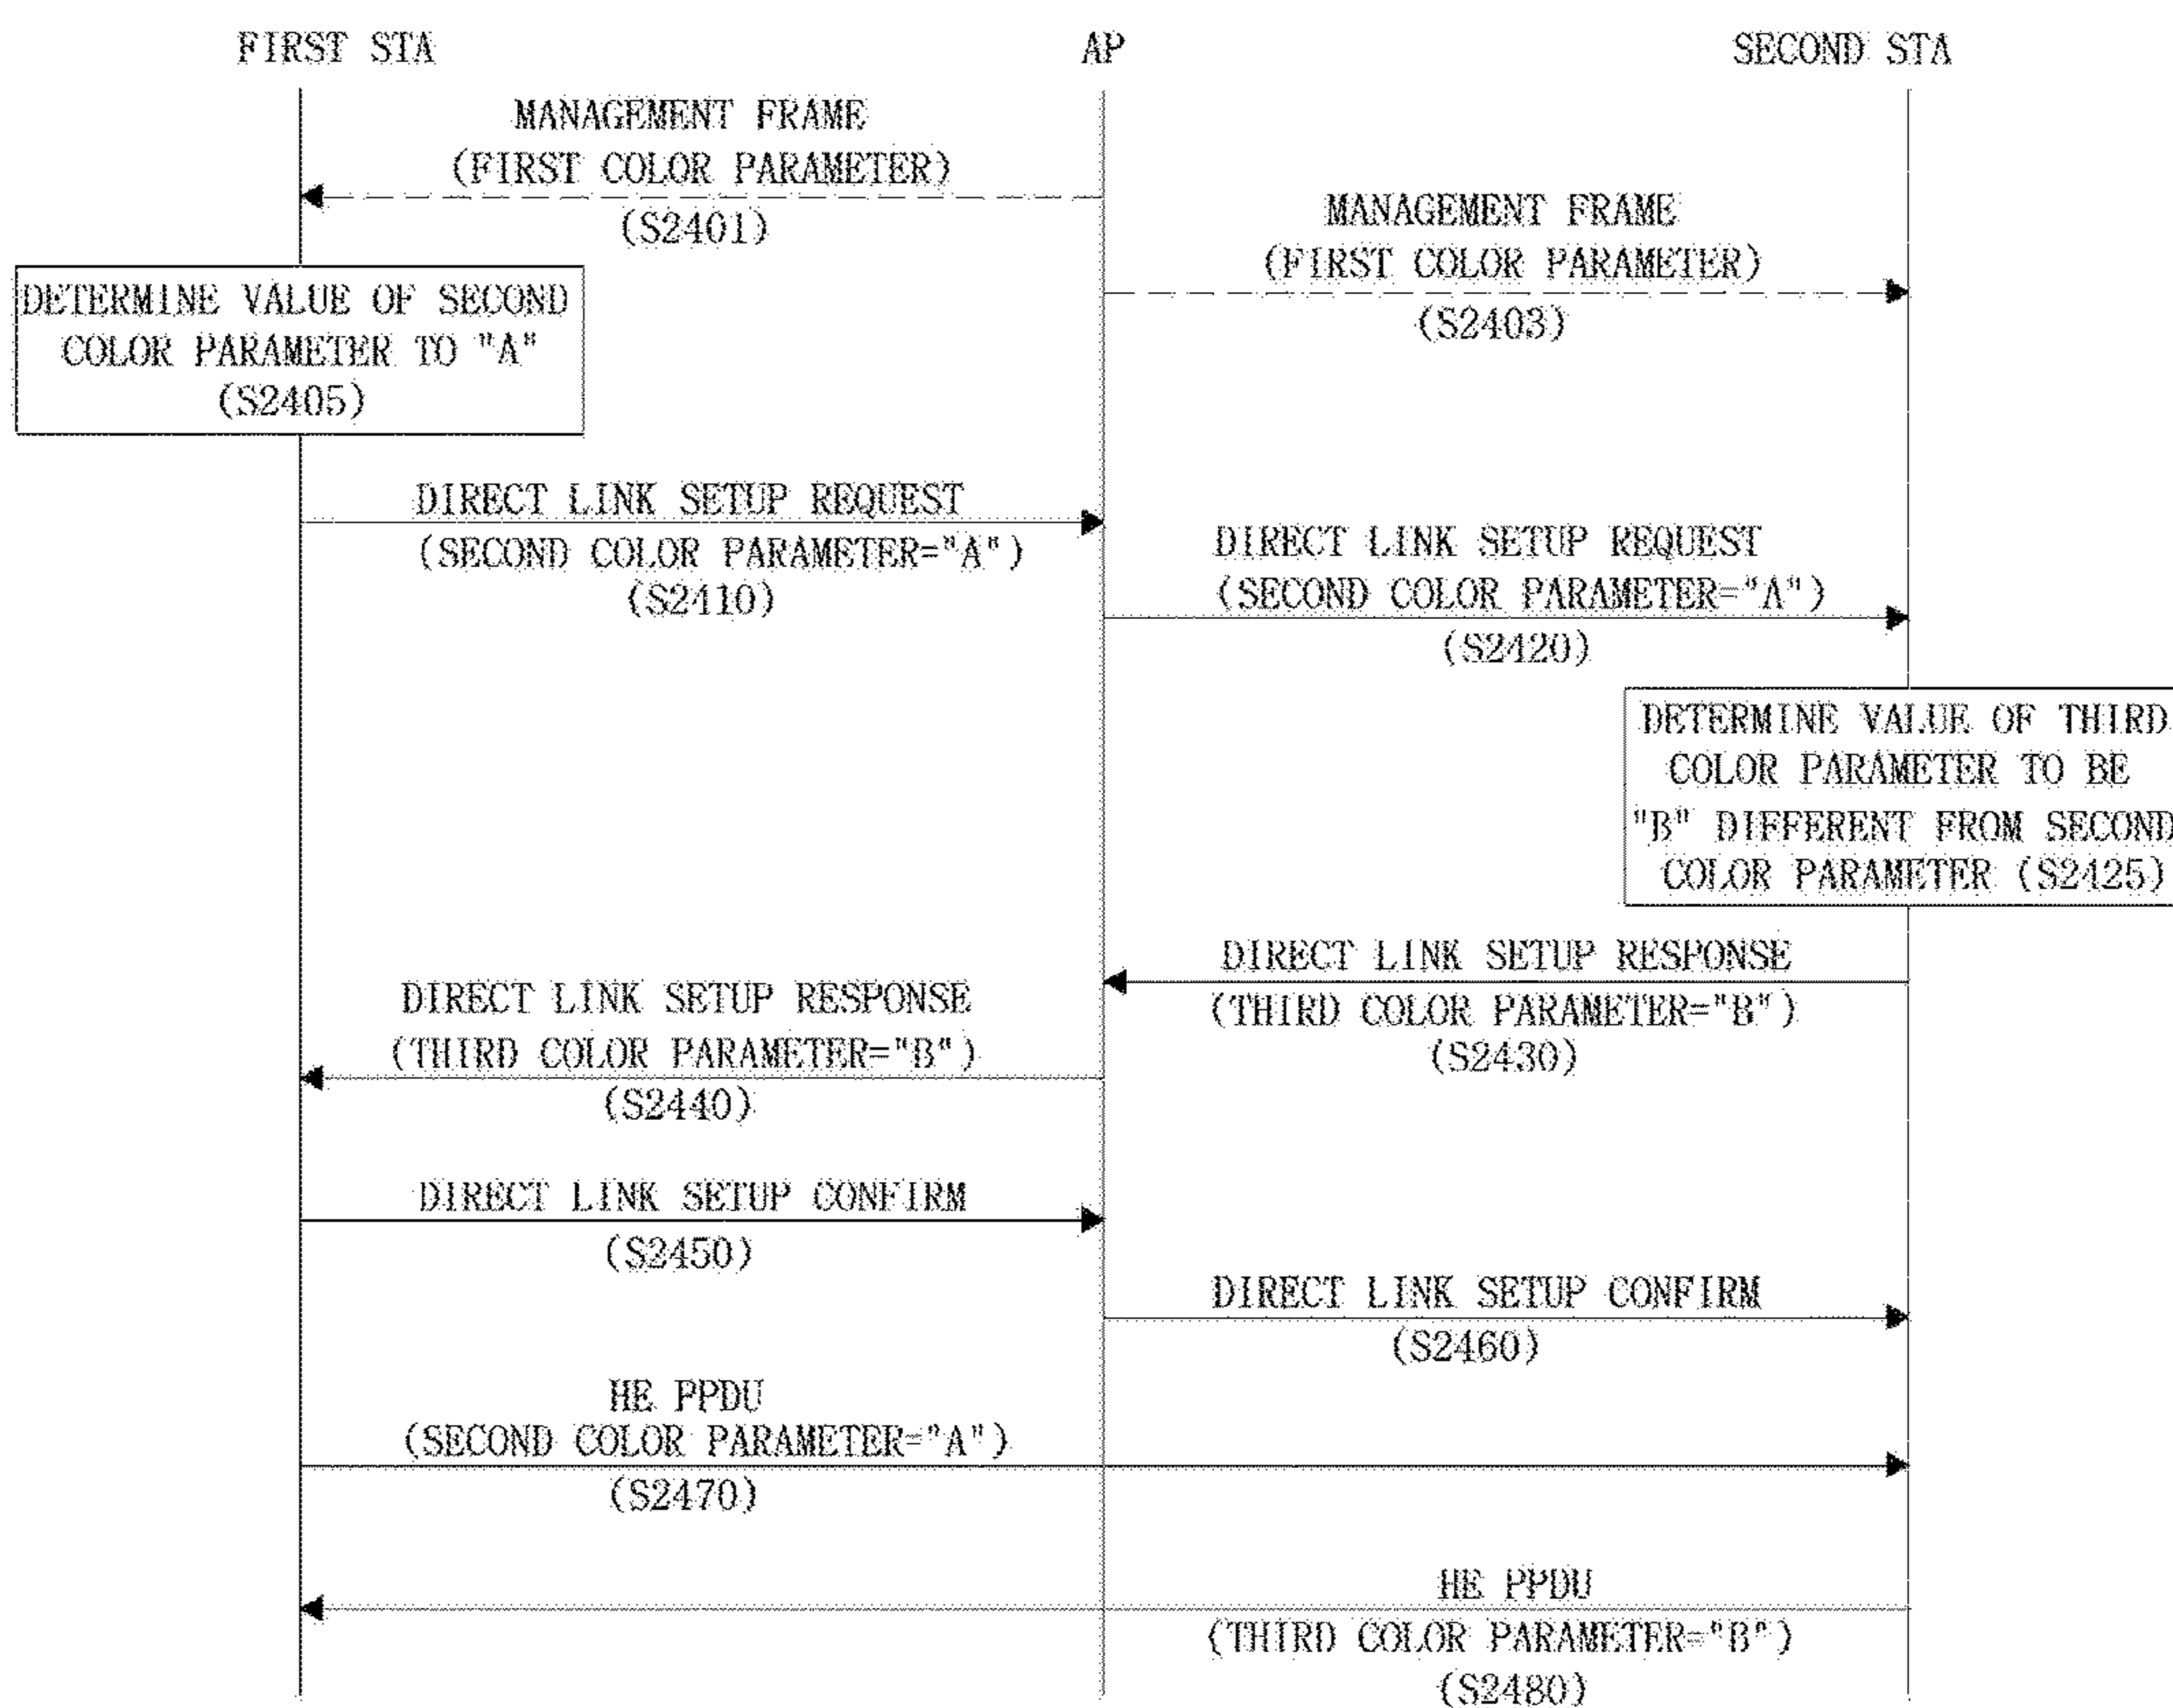 FIRST STA
AP
SECOND STA
MANAGEMENT FRAME
(FIRST COLOR PARAMETER)
(S2401)
MANAGEMENT FRAME
(FIRST COLOR PARAMETER)
(S2403)
DETERMINE VALUE OF SECOND
COLOR PARAMETER TO "A"
(S2405)
DIRECT LINK SETUP REQUEST
(SECOND COLOR PARAMETER="A")
(S2410)
DIRECT LINK SETUP REQUEST
(SECOND COLOR PARAMETER="A")
(S2420)
DETERMINE VALUE OF THIRD
COLOR PARAMETER TO BE
"B" DIFFERENT FROM SECOND
COLOR PARAMETER (S2425)
DIRECT LINK SETUP RESPONSE
(THIRD COLOR PARAMETER="B")
(S2430)
DIRECT LINK SETUP RESPONSE
(THIRD COLOR PARAMETER="B")
(S2440)
DIRECT LINK SETUP CONFIRM
(S2450)
DIRECT LINK SETUP CONFIRM
(S2460)
HE PPDU
(SECOND COLOR PARAMETER="A")
(S2470)
HE PPDU
(THIRD COLOR PARAMETER="B")
(S2480)